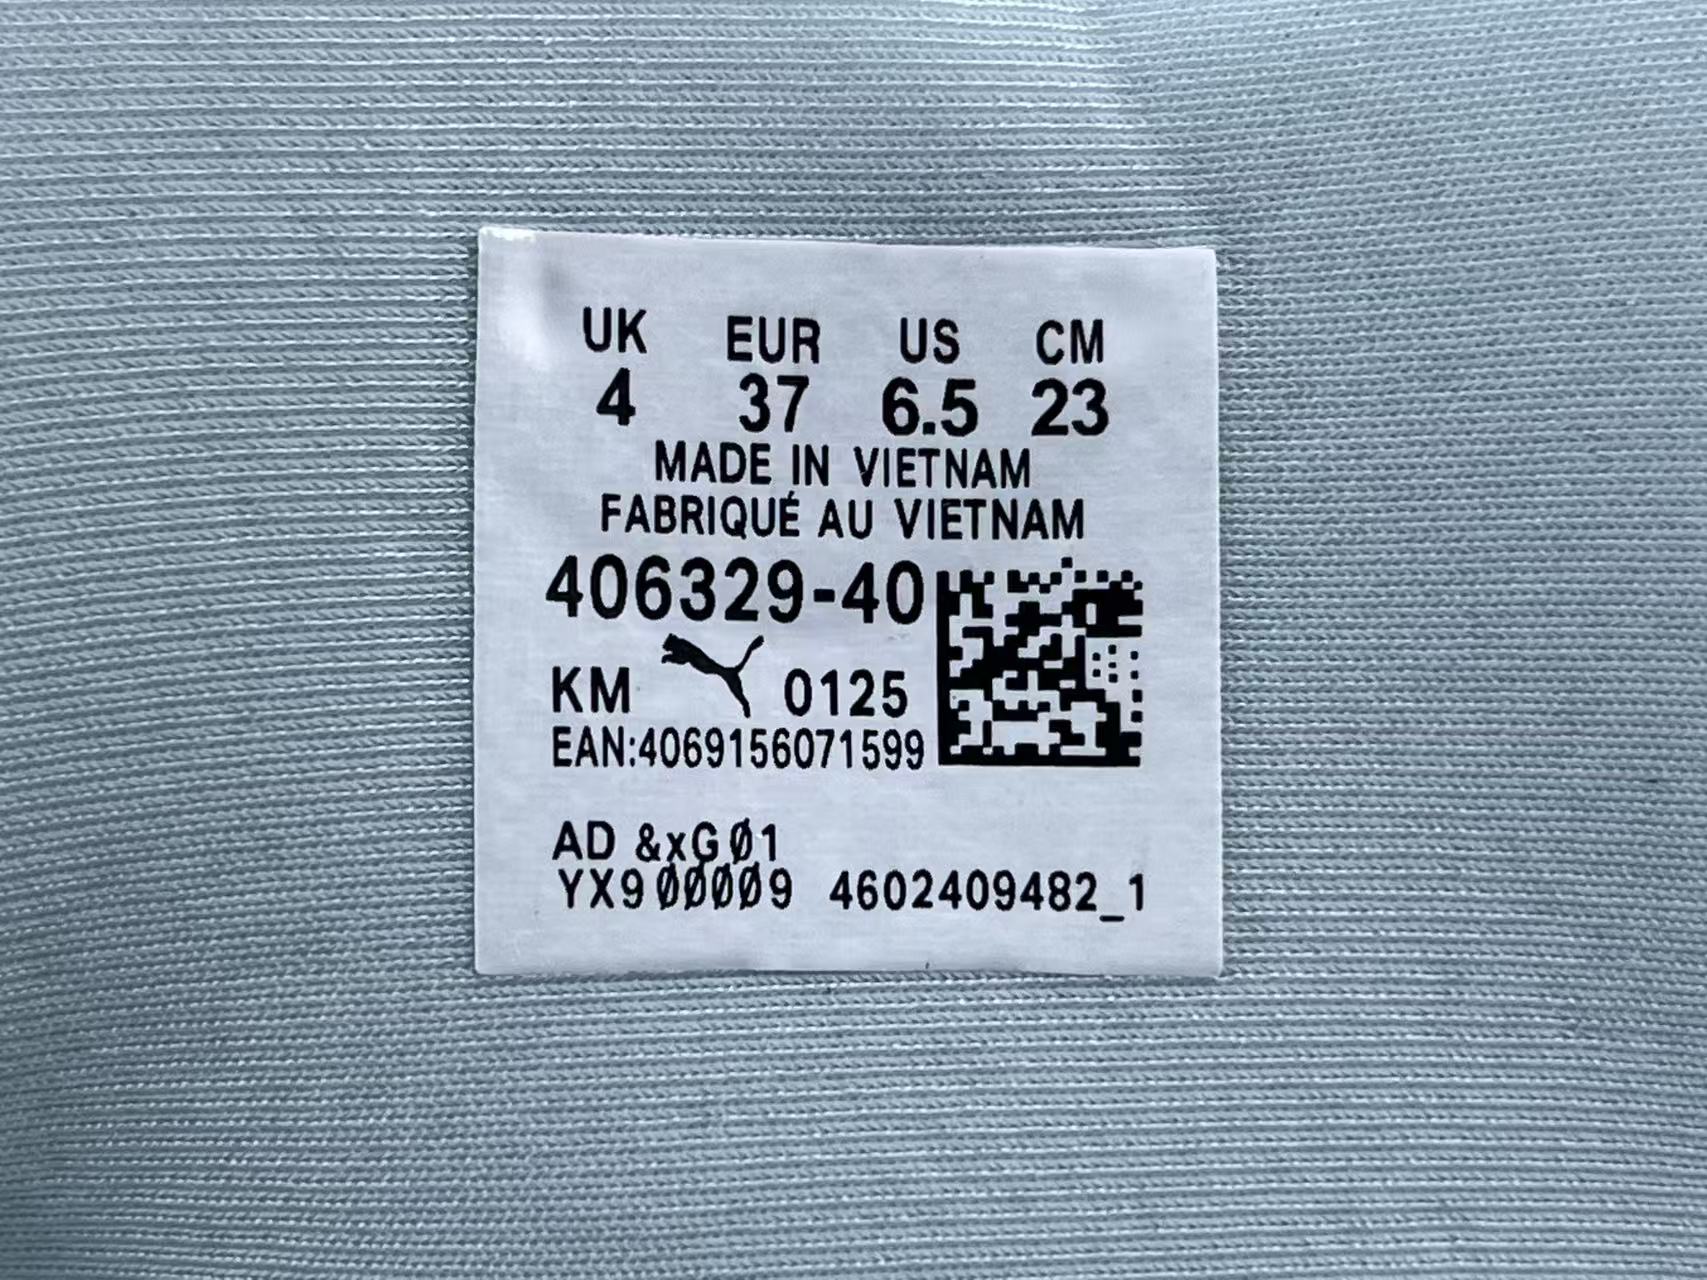 UK EUR US CM
4 37 6.5 23
MADE IN VIETNAM
FABRIQUÉ AU VIETNAM
406329-40
KM 0125
EAN:4069156071599
AD &xGØ1
YX9ØØØØ9 4602409482_1